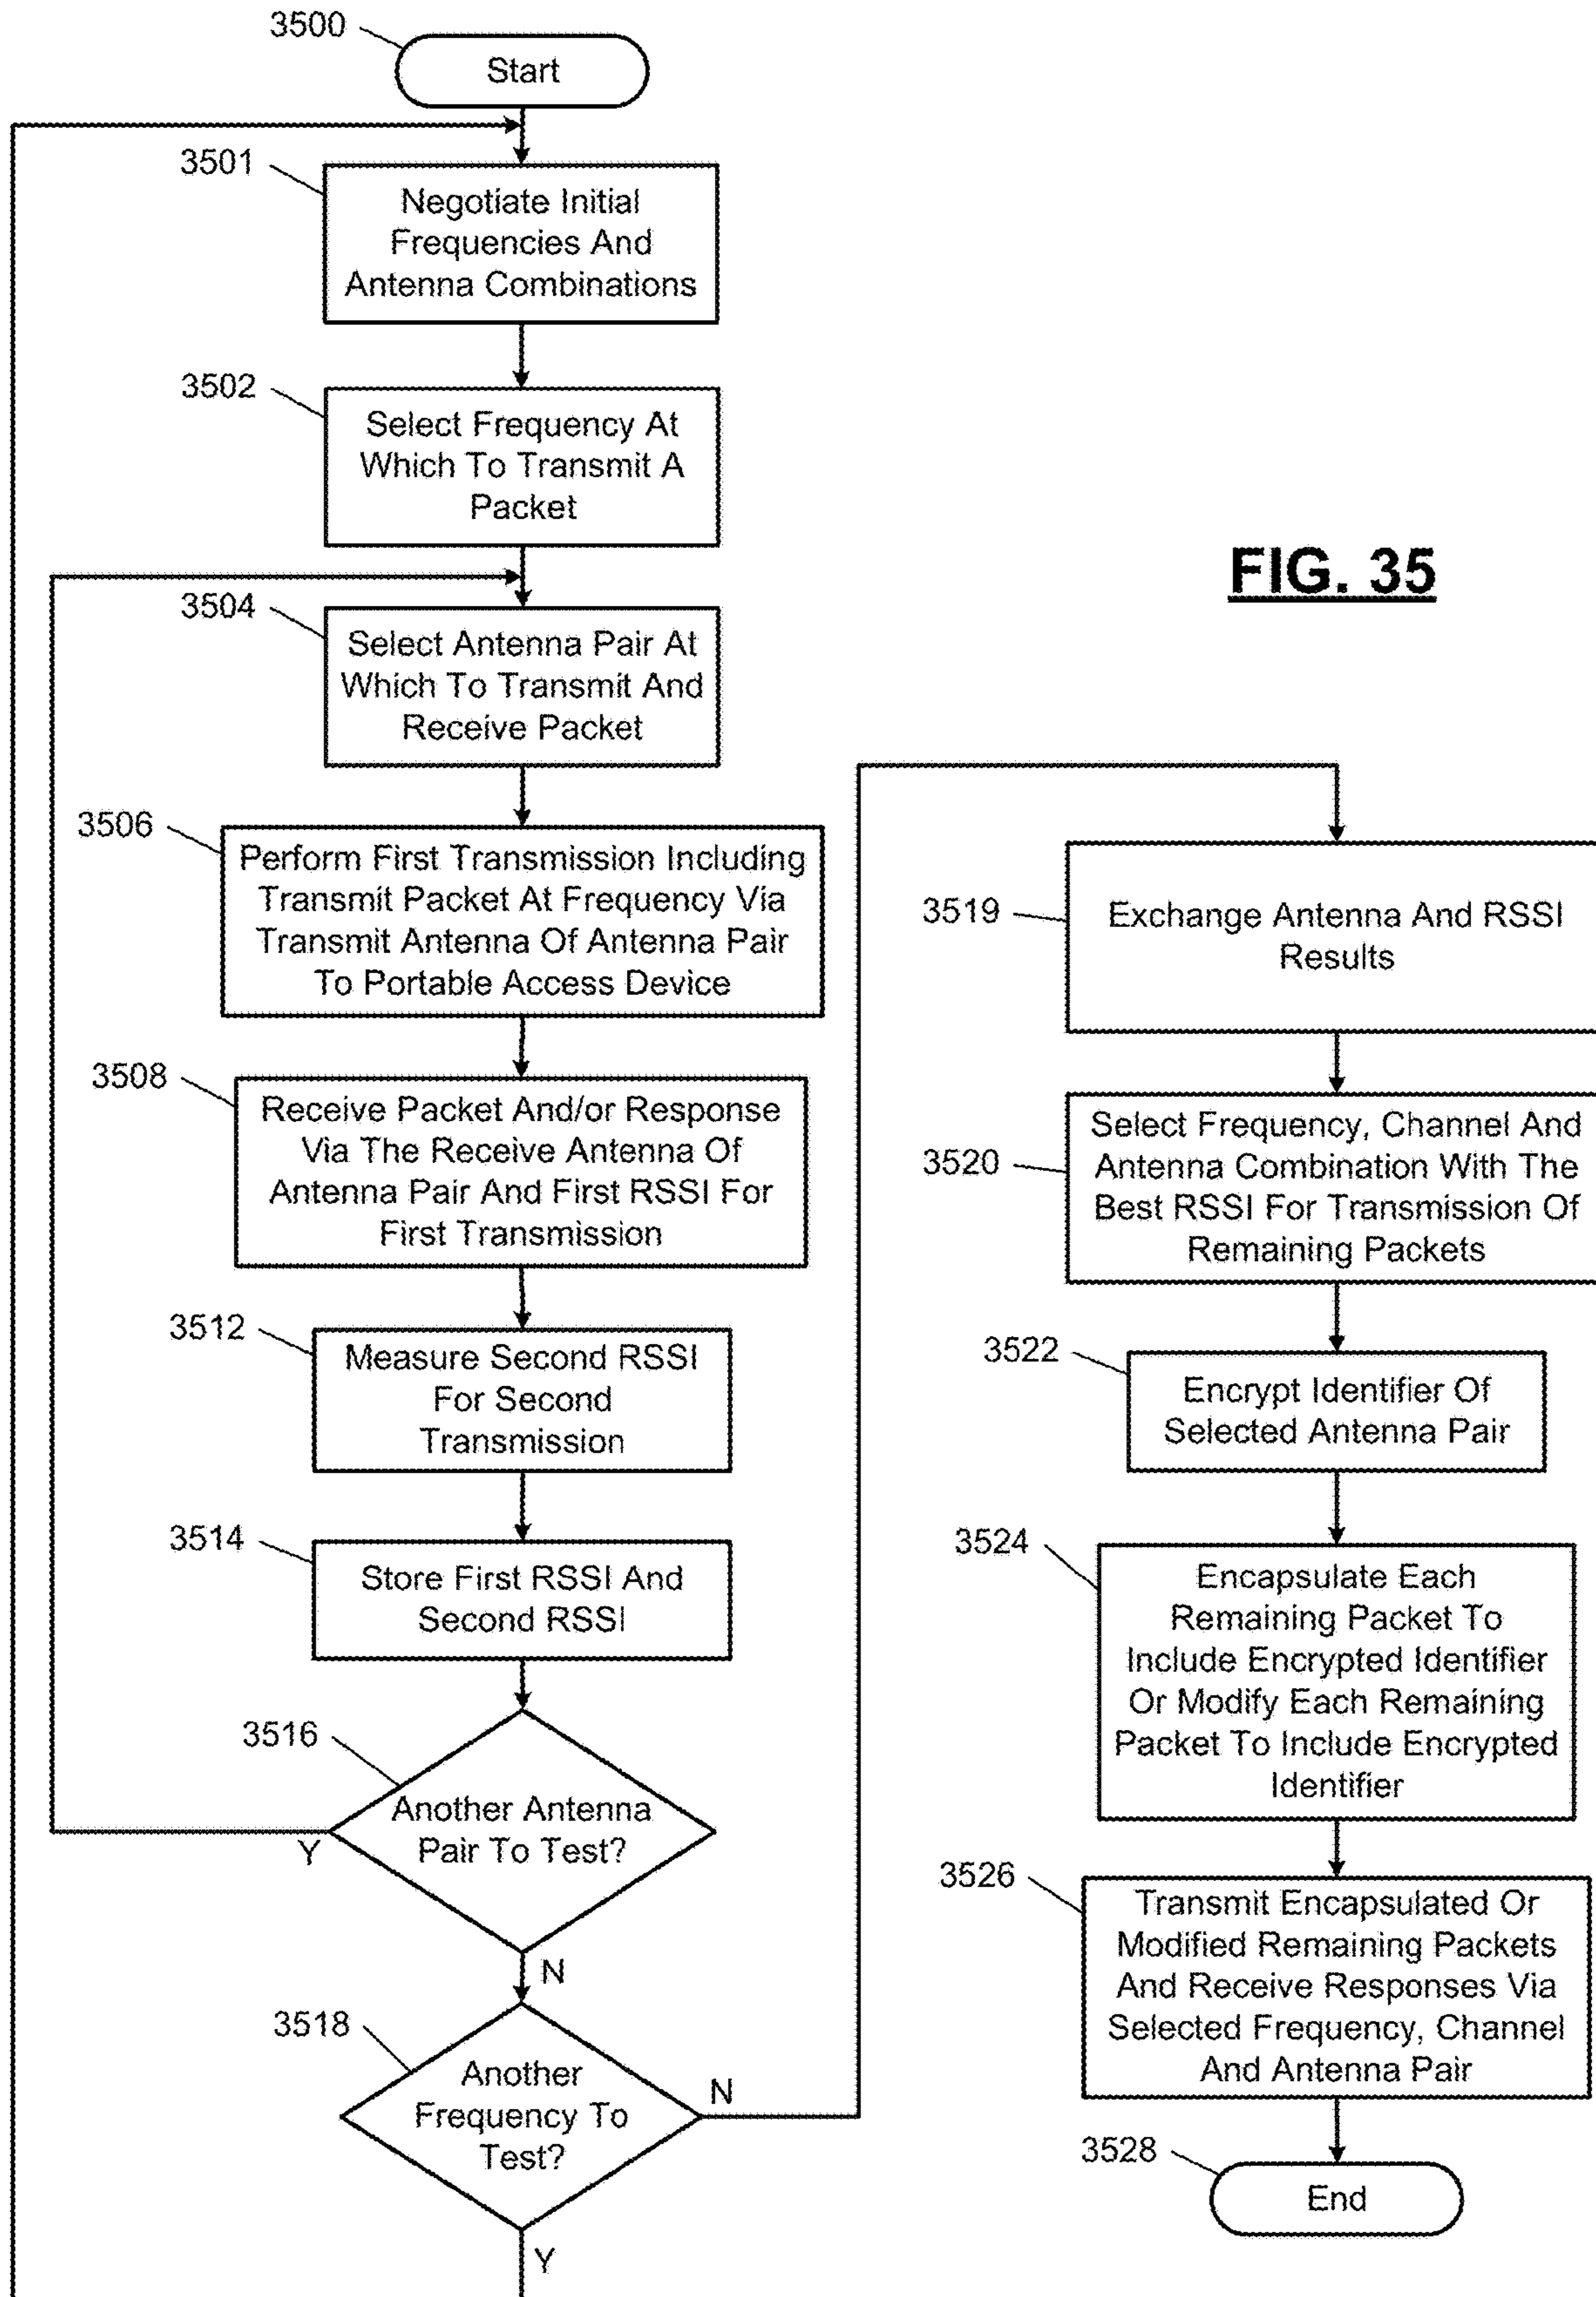 3500
Start
3501
Negotiate Initial
Frequencies And
Antenna Combinations
3502
Select Frequency At
Which To Transmit A
Packet
3504
Select Antenna Pair At
Which To Transmit And
Receive Packet
3506
Perform First Transmission Including
Transmit Packet At Frequency Via
Transmit Antenna Of Antenna Pair
To Portable Access Device
3508
Receive Packet And/or Response
Via The Receive Antenna Of
Antenna Pair And First RSSI For
First Transmission
3512
Measure Second RSSI
For Second
Transmission
3514
Store First RSSI And
Second RSSI
3516
Another Antenna
Pair To Test?
Y
N
3518
Another
Frequency To
Test?
N
Y
FIG. 35
3519
Exchange Antenna And RSSI
Results
3520
Select Frequency, Channel And
Antenna Combination With The
Best RSSI For Transmission Of
Remaining Packets
3522
Encrypt Identifier Of
Selected Antenna Pair
3524
Encapsulate Each
Remaining Packet To
Include Encrypted Identifier
Or Modify Each Remaining
Packet To Include Encrypted
Identifier
3526
Transmit Encapsulated Or
Modified Remaining Packets
And Receive Responses Via
Selected Frequency, Channel
And Antenna Pair
3528
End